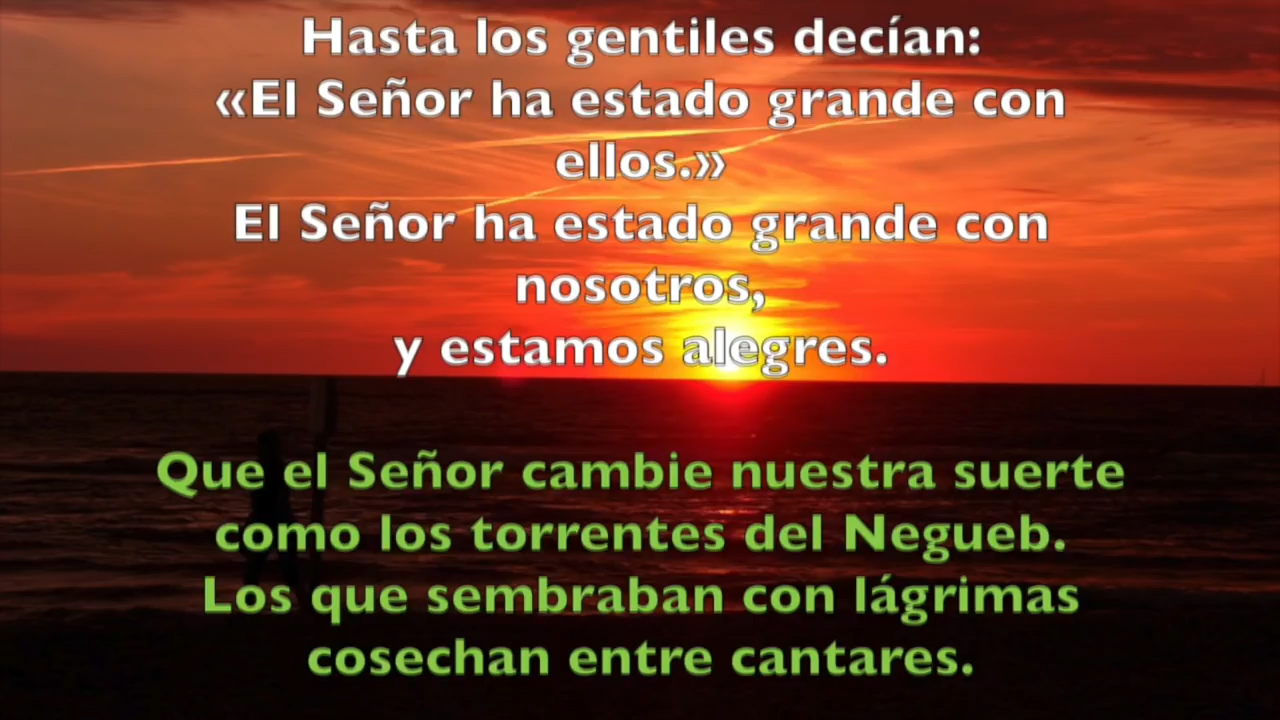 Hasta los gentiles decían:
«El Señor ha estado grande con
ellos.»
El Señor ha estado grande con
nosotros,
y estamos alegres.
Que el Señor cambie nuestra suerte
como los torrentes del Negueb.
Los que sembraban con lágrimas
cosechan entre cantares.